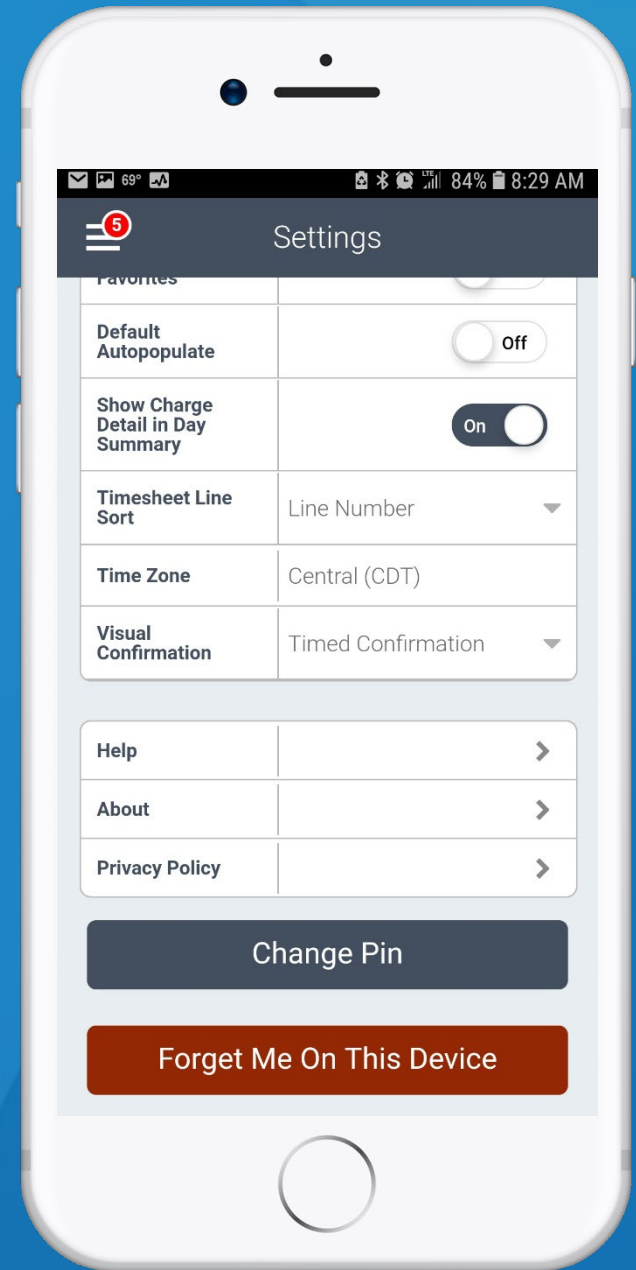 69° LTE 84% 8:29 AM
5 Settings
Favorites
Default
Autopopulate
Off
Show Charge
Detail in Day
Summary
On
Timesheet Line
Sort
Line Number
Time Zone
Central (CDT)
Visual
Confirmation
Timed Confirmation
Help
About
Privacy Policy
Change Pin
Forget Me On This Device